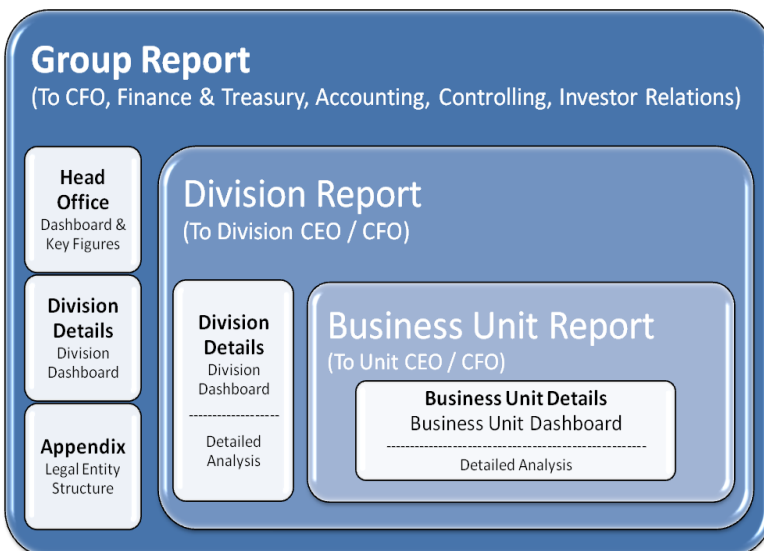 Group Report
(To CFO, Finance & Treasury, Accounting, Controlling, Investor Relations)
Head
Office
Dashboard &
Key Figures
Division
Details
Division
Dashboard
Appendix
Legal Entity
Structure
Division Report
(To Division CEO / CFO)
Division
Details
Division
Dashboard
-------------------
Detailed
Analysis
Business Unit Report
(To Unit CEO / CFO)
Business Unit Details
Business Unit Dashboard
-------------------------------------------------------
Detailed Analysis